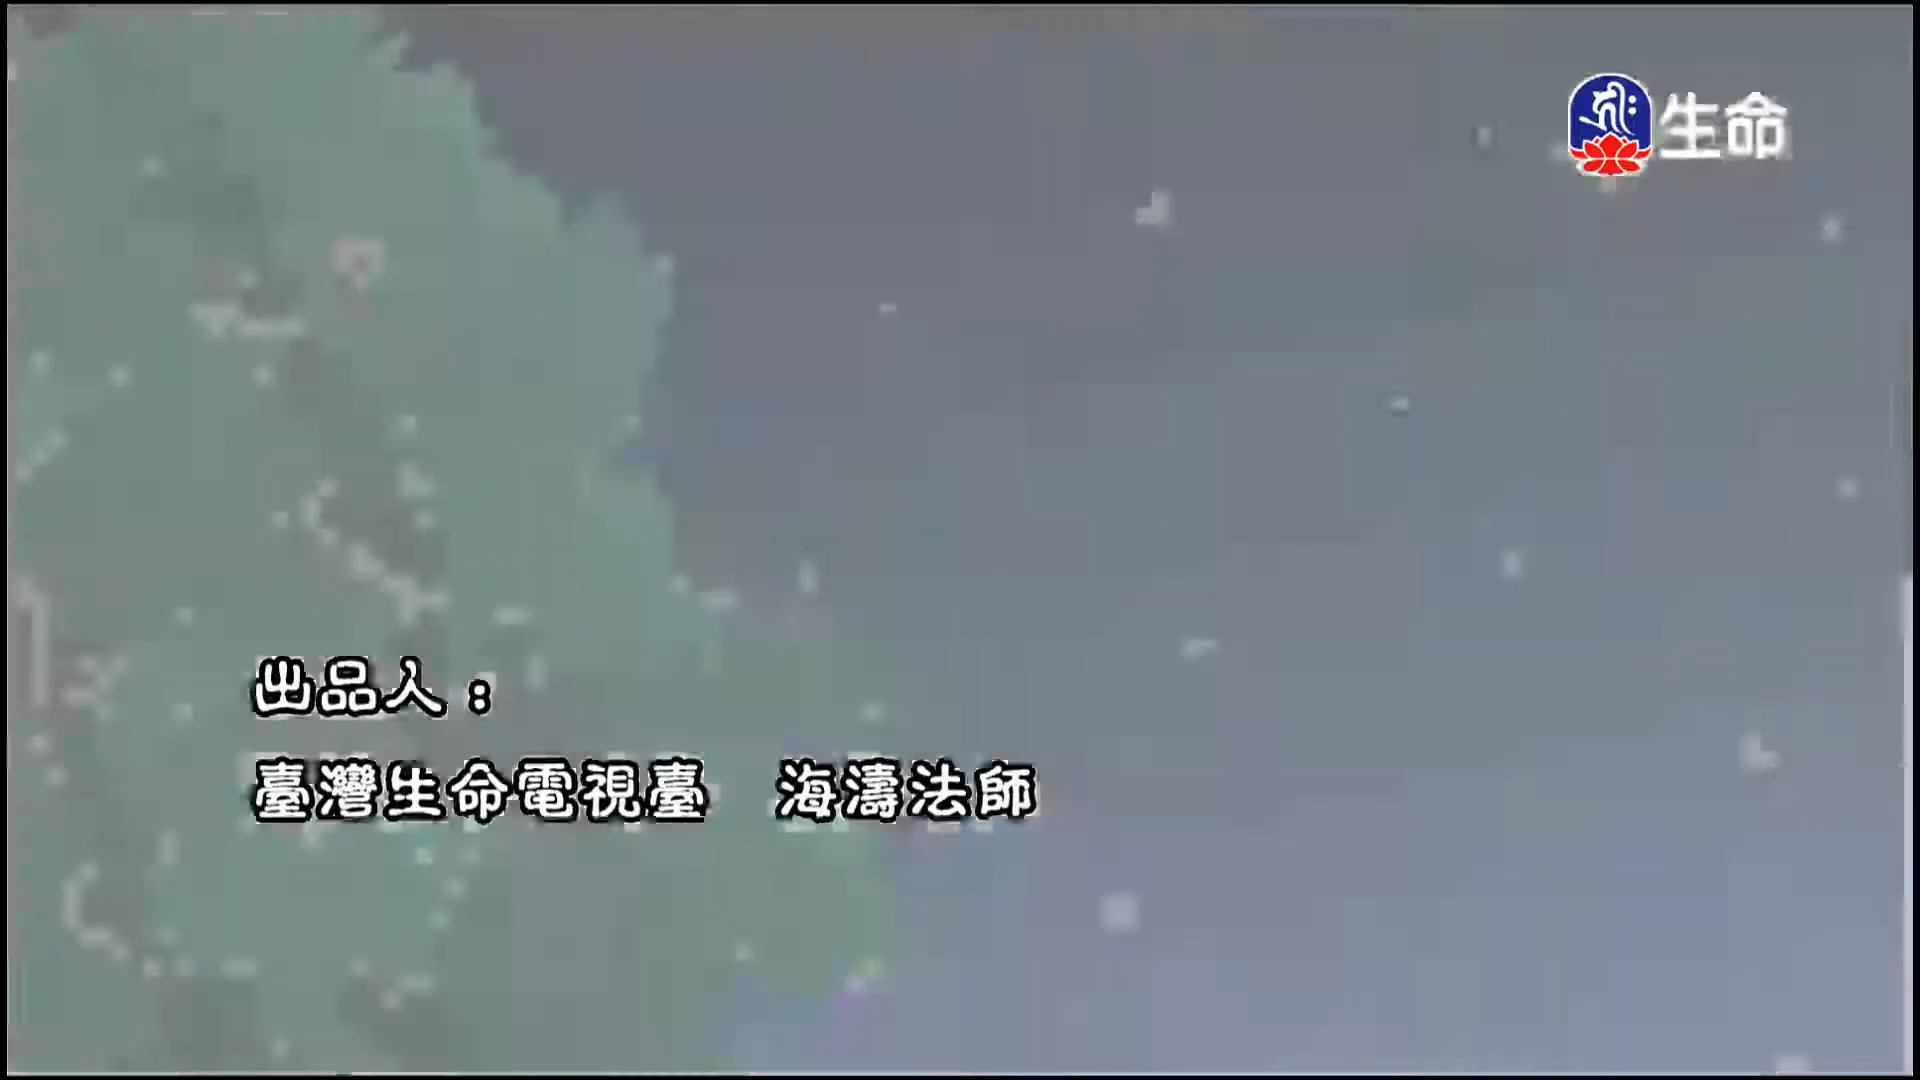 生命
出品人：
臺灣生命電視臺　海濤法師